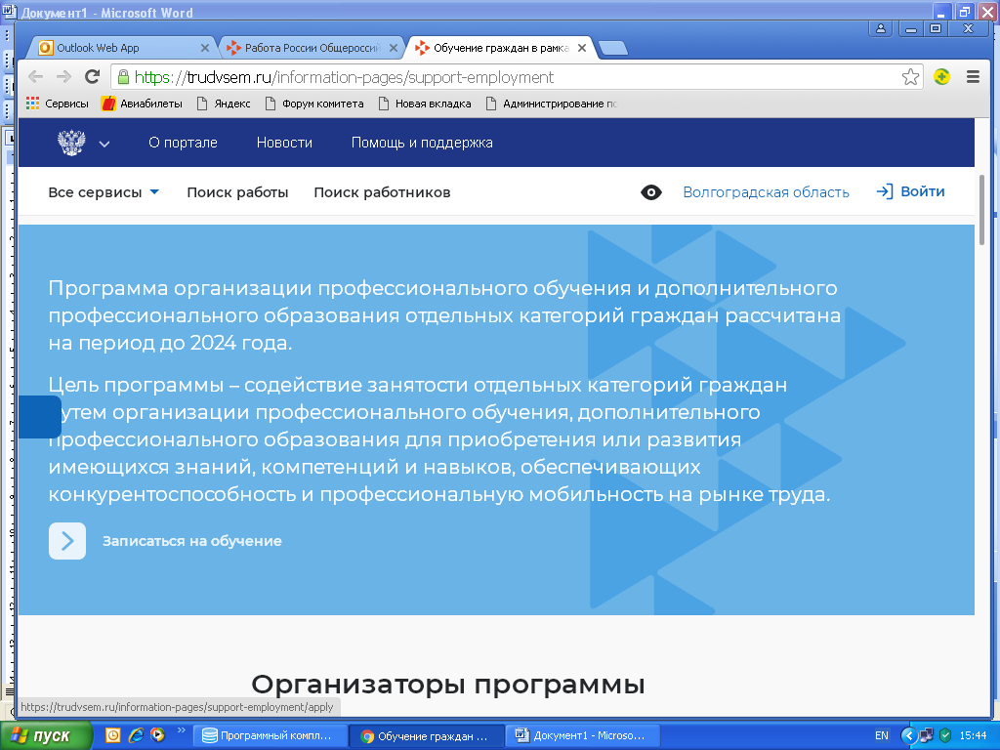 Документ1 - Microsoft Word
Outlook Web App
Работа России Общероссий
Обучение граждан в рамка
https://trudvsem.ru/information-pages/support-employment
Сервисы
Авиабилеты
Яндекс
Форум комитета
Новая вкладка
Администрирование по
О портале
Новости
Помощь и поддержка
Все сервисы
Поиск работы
Поиск работников
Волгоградская область
Войти
Программа организации профессионального обучения и дополнительного
профессионального образования отдельных категорий граждан рассчитана
на период до 2024 года.
Цель программы – содействие занятости отдельных категорий граждан
путем организации профессионального обучения, дополнительного
профессионального образования для приобретения или развития
имеющихся знаний, компетенций и навыков, обеспечивающих
конкурентоспособность и профессиональную мобильность на рынке труда.
Записаться на обучение
Организаторы программы
https://trudvsem.ru/information-pages/support-employment/apply
пуск
Программный компл...
Обучение граждан ...
Документ1 - Microso...
EN
15:44